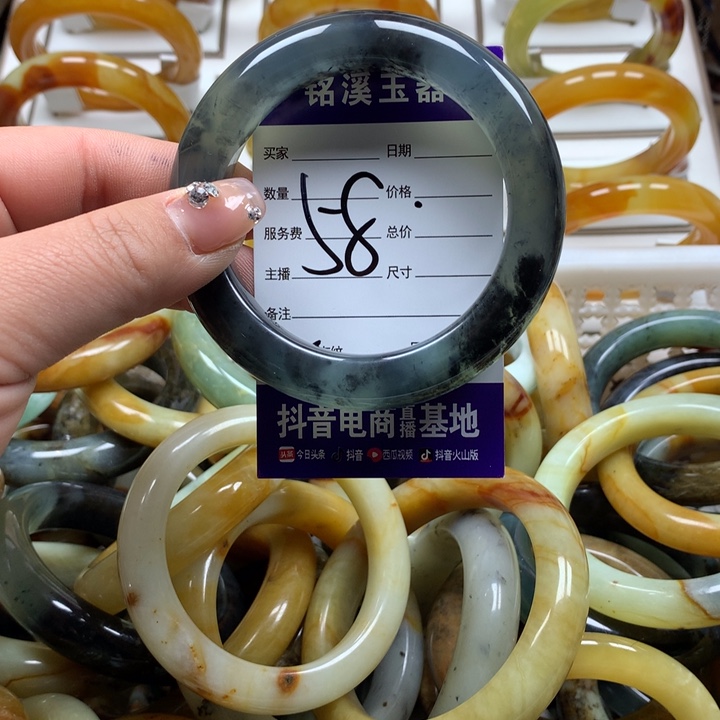 铭溪玉器
买家 日期
数量 价格
服务费 总价
主播 尺寸
备注
58
抖音电商直播基地
头条 今日头条 抖音 西瓜视频 抖音火山版